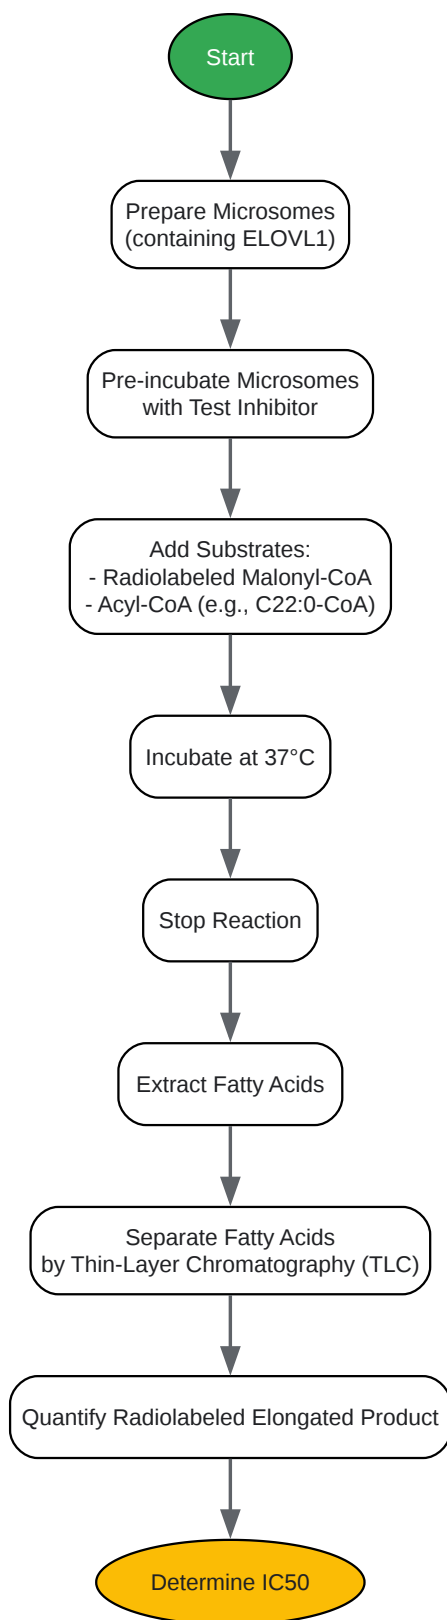 Start
Prepare Microsomes
(containing ELOVL1)
Pre-incubate Microsomes
with Test Inhibitor
Add Substrates:
- Radiolabeled Malonyl-CoA
- Acyl-CoA (e.g., C22:0-CoA)
Incubate at 37°C
Stop Reaction
Extract Fatty Acids
Separate Fatty Acids
by Thin-Layer Chromatography (TLC)
Quantify Radiolabeled Elongated Product
Determine IC50